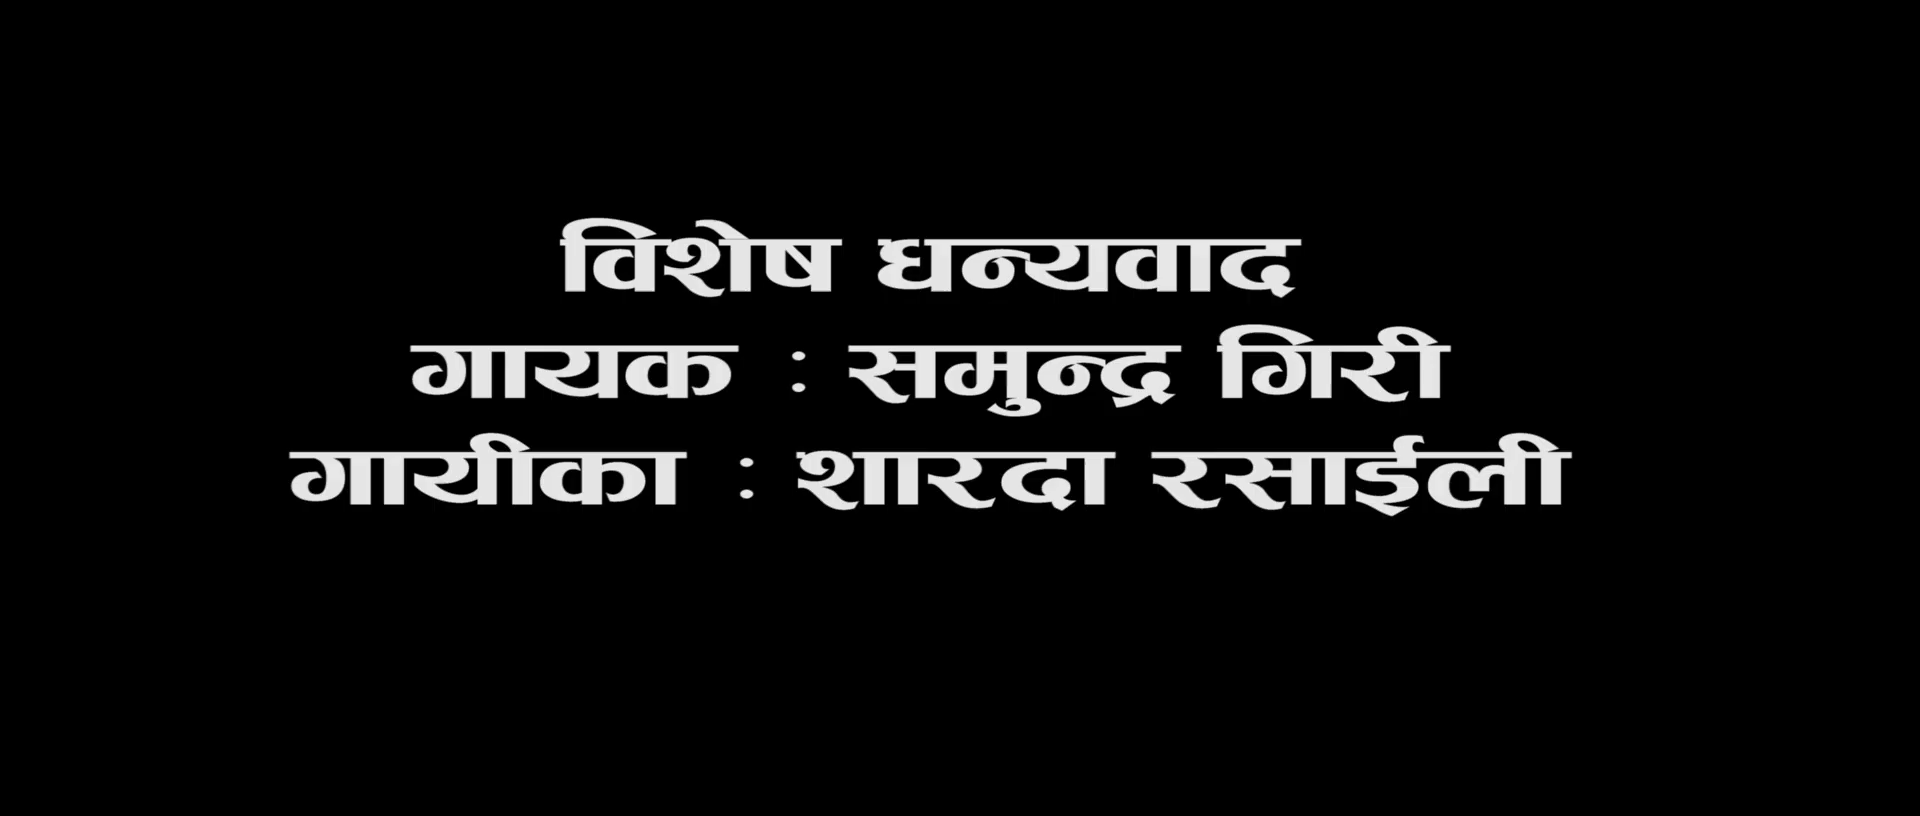 विशेष धन्यवाद
गायक : समुन्द्र गिरी
गायीका : शारदा रसाईली